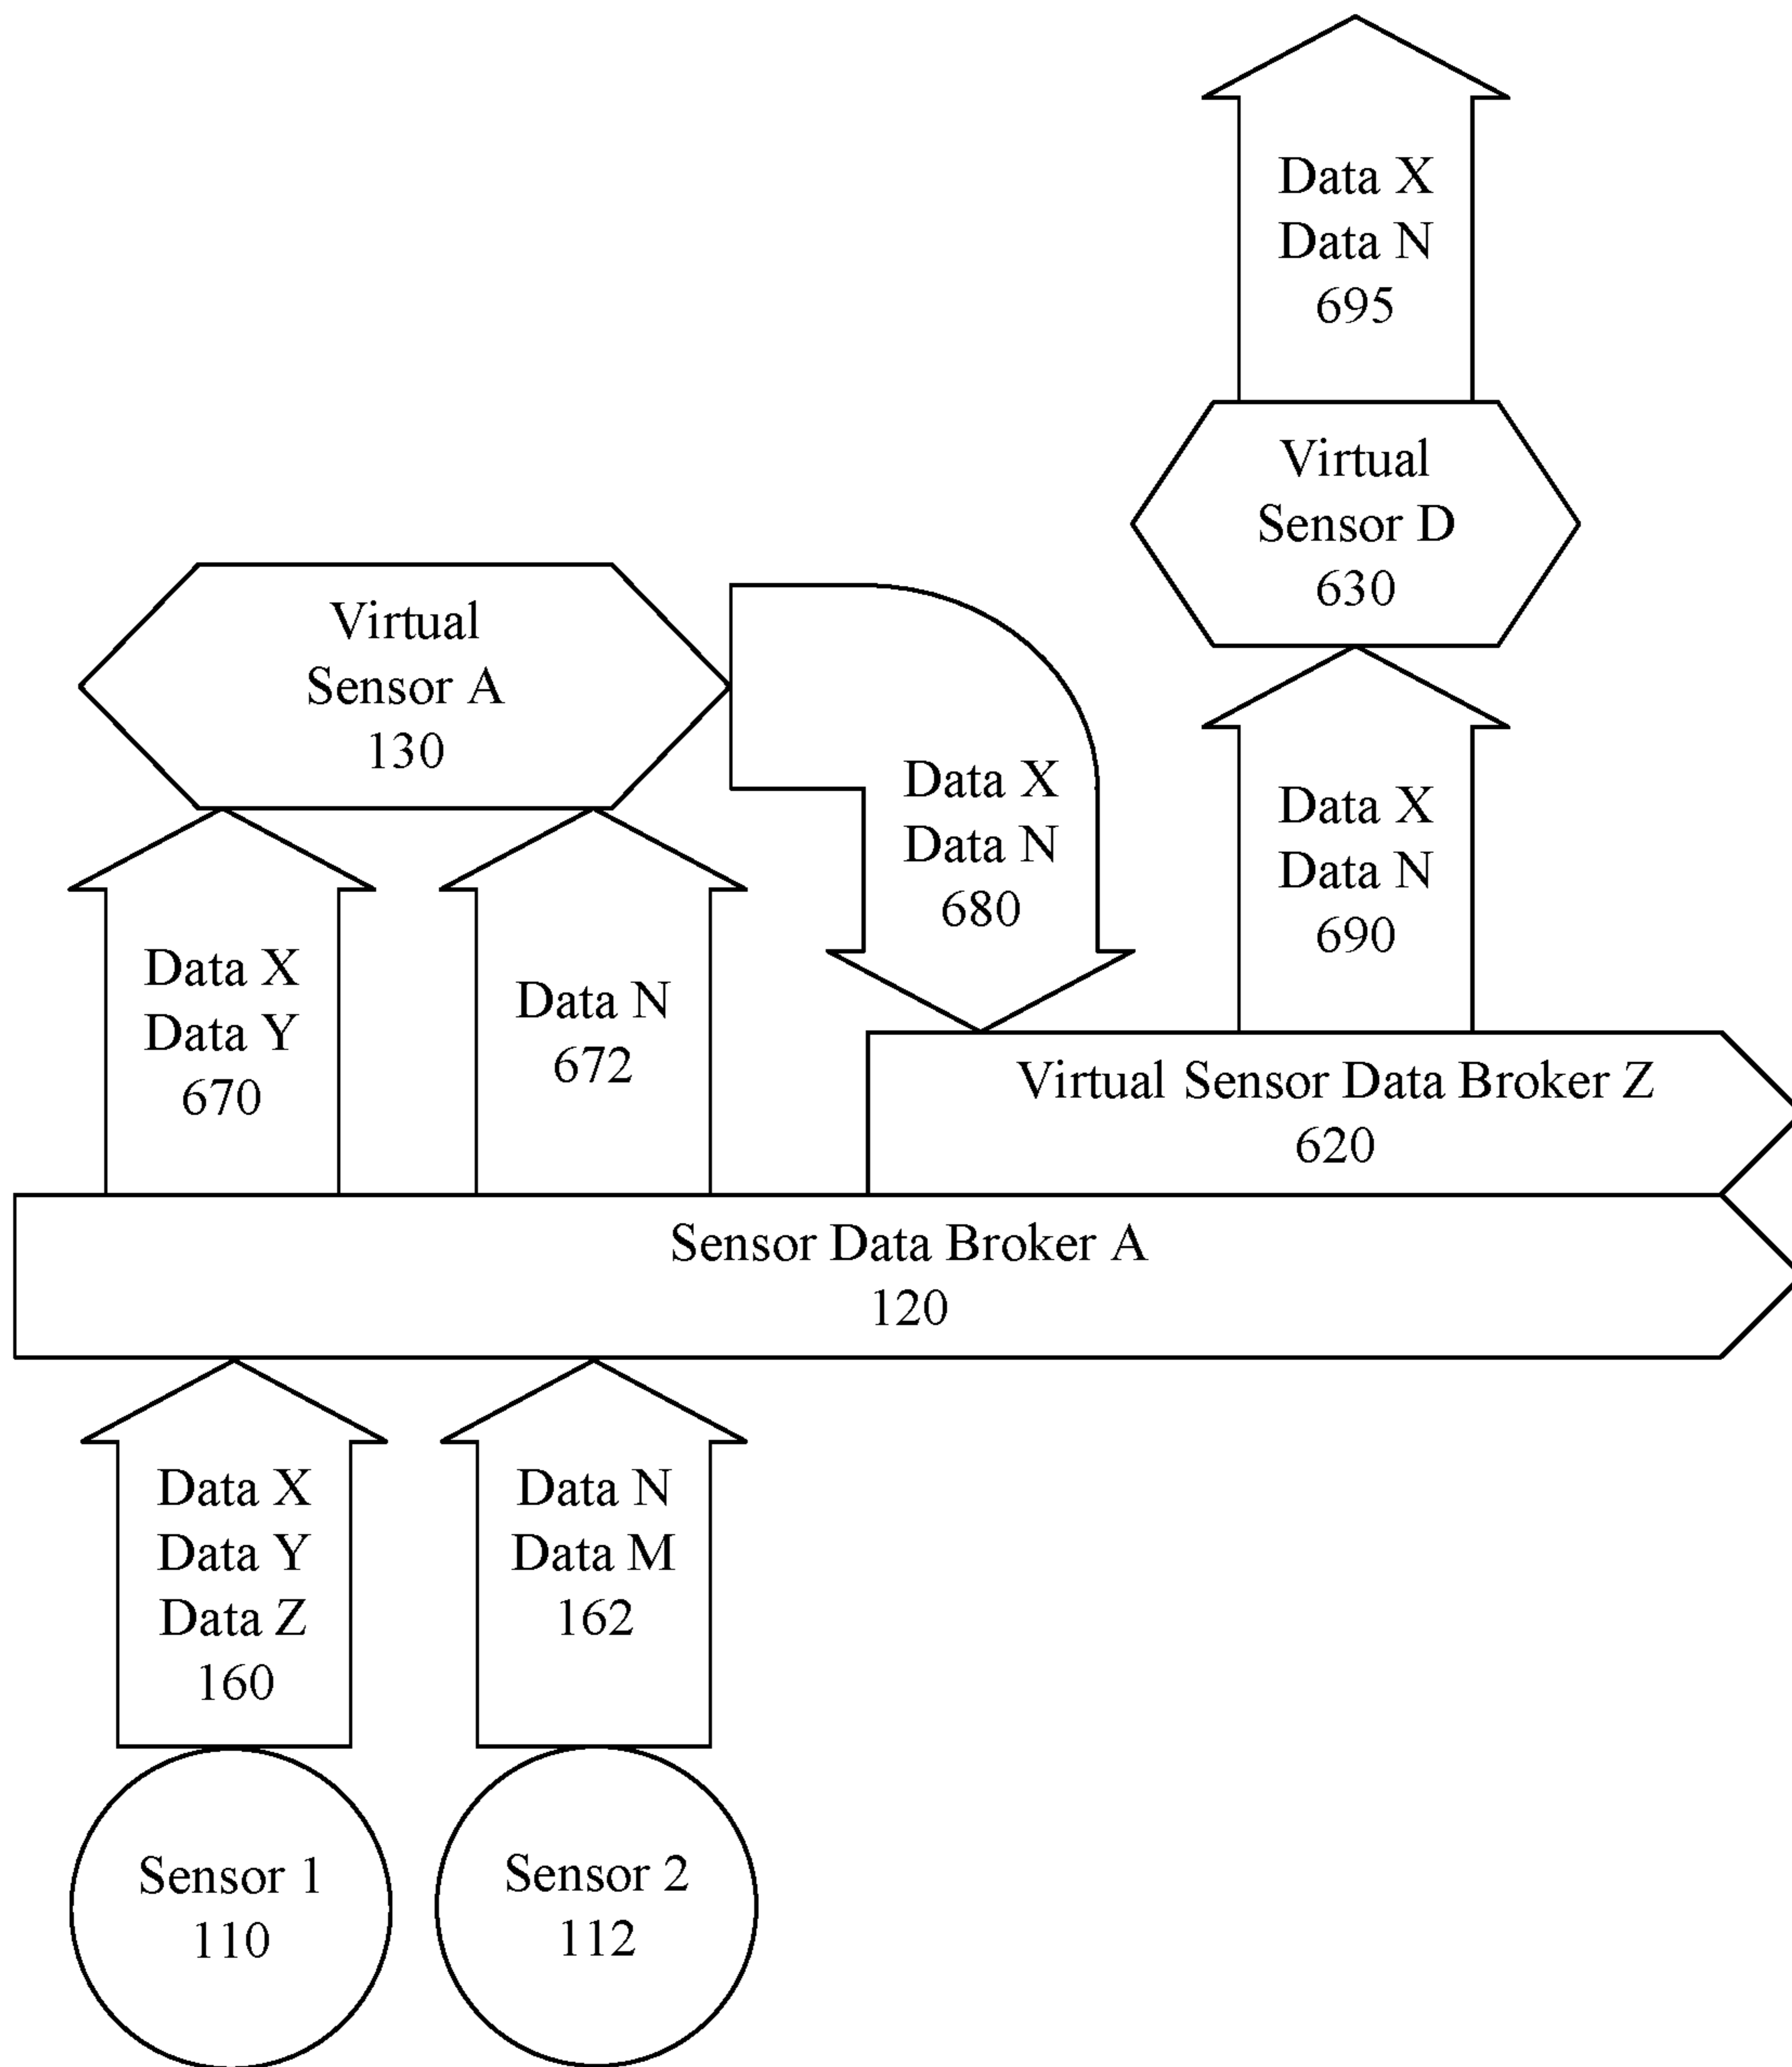 Data X
Data N
695
Virtual
Sensor D
630
Virtual
Sensor A
130
Data X
Data N
680
Data X
Data N
690
Data X
Data Y
670
Data N
672
Virtual Sensor Data Broker Z
620
Sensor Data Broker A
120
Data X
Data Y
Data Z
160
Data N
Data M
162
Sensor 1
110
Sensor 2
112